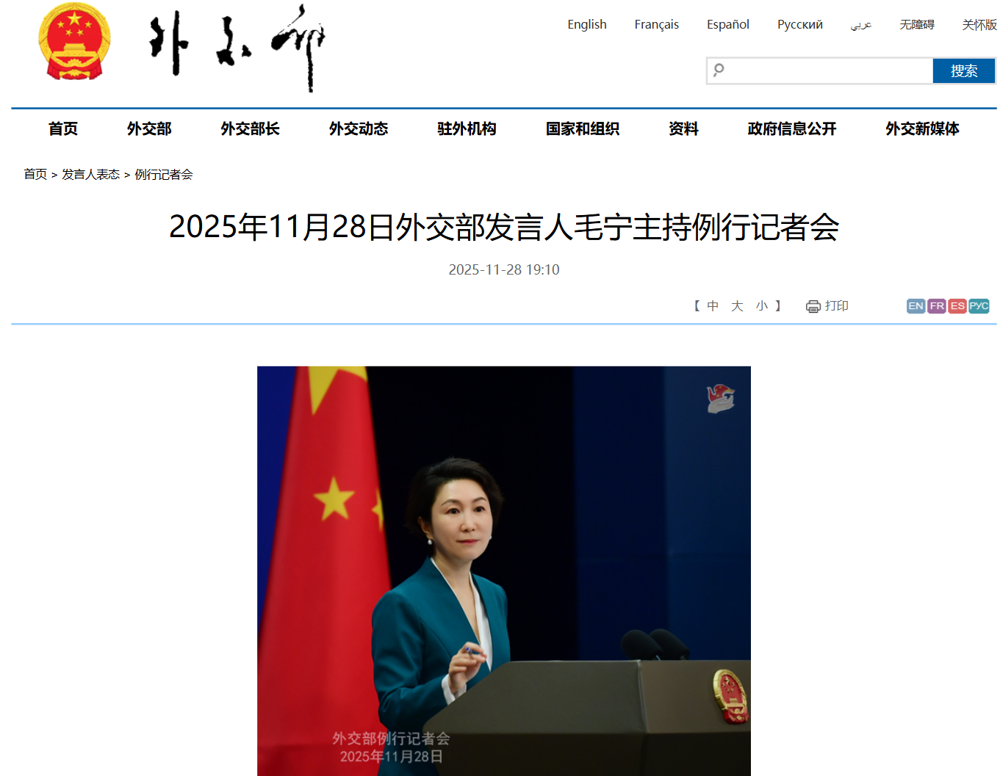 外交部
English Français Español Русский عربي 无障碍 关怀版
搜索
首页 外交部 外交部长 外交动态 驻外机构 国家和组织 资料 政府信息公开 外交新媒体
首页 > 发言人表态 > 例行记者会
2025年11月28日外交部发言人毛宁主持例行记者会
2025-11-28 19:10
【 中 大 小 】 打印 EN FR ES РУС
外交部例行记者会
2025年11月28日